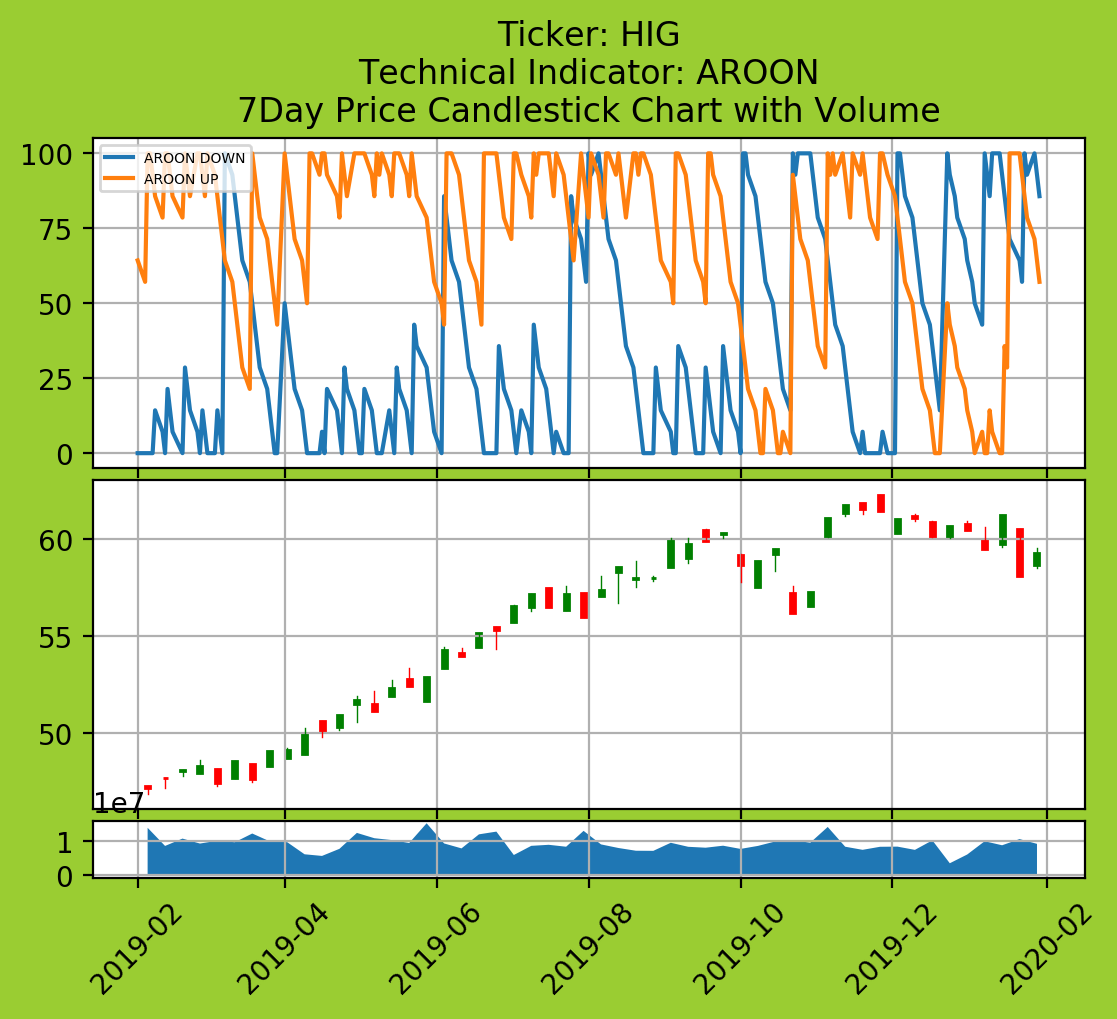 Ticker: HIG
Technical Indicator: AROON
7Day Price Candlestick Chart with Volume
AROON DOWN
AROON UP
100
75
50
25
0
60
55
50
1e7
1
0
2019-02
2019-04
2019-06
2019-08
2019-10
2019-12
2020-02